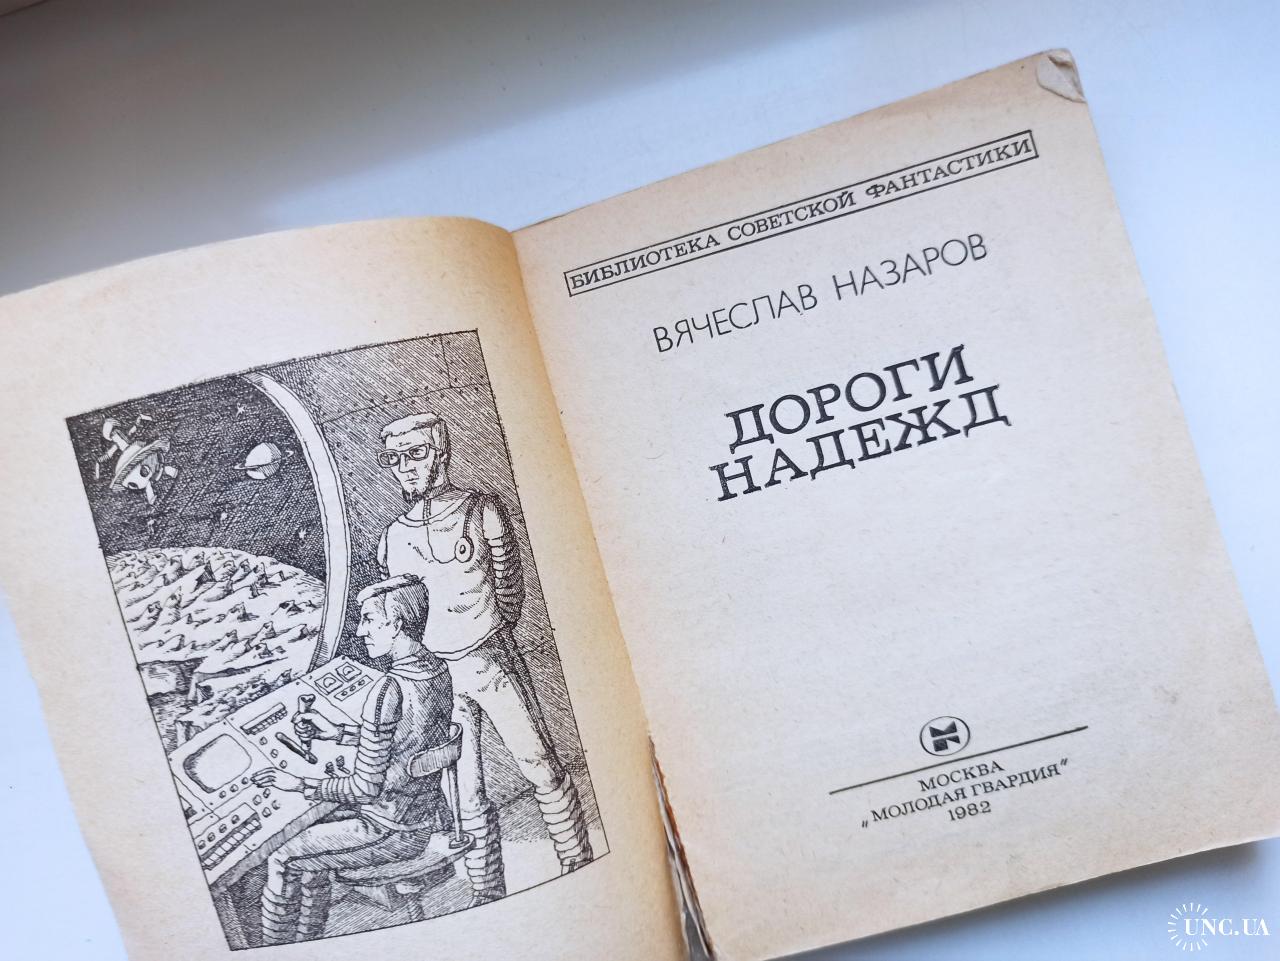 БИБЛИОТЕКА СОВЕТСКОЙ ФАНТАСТИКИ
ВЯЧЕСЛАВ НАЗАРОВ
ДОРОГИ
НАДЕЖД
МОСКВА
„МОЛОДАЯ ГВАРДИЯ"
1982
UNC.UA